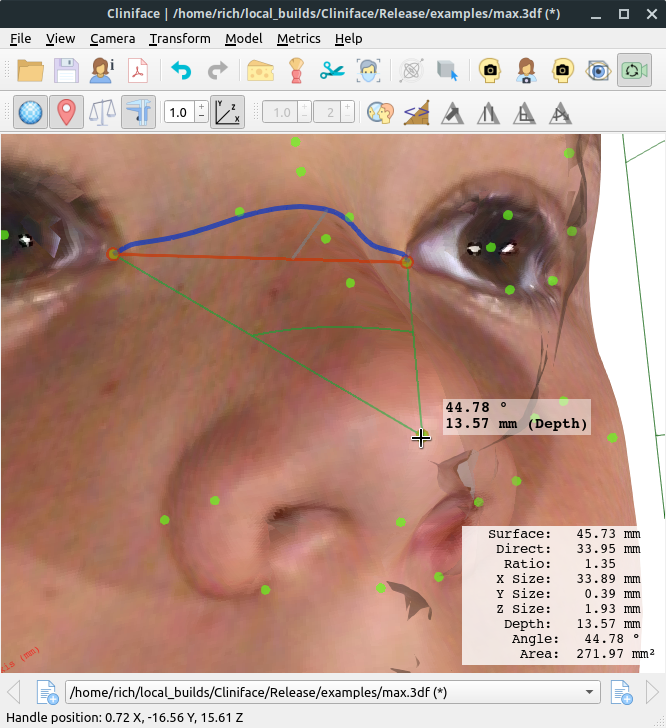 Cliniface | /home/rich/local_builds/Cliniface/Release/examples/max.3df (*)
File View Camera Transform Model Metrics Help
1.0 1.0 2
44.78 °
13.57 mm (Depth)
Surface: 45.73 mm
Direct: 33.95 mm
Ratio: 1.35
X Size: 33.89 mm
Y Size: 0.39 mm
Z Size: 1.93 mm
Depth: 13.57 mm
Angle: 44.78 °
Area: 271.97 mm²
(mm)
/home/rich/local_builds/Cliniface/Release/examples/max.3df (*)
Handle position: 0.72 X, -16.56 Y, 15.61 Z